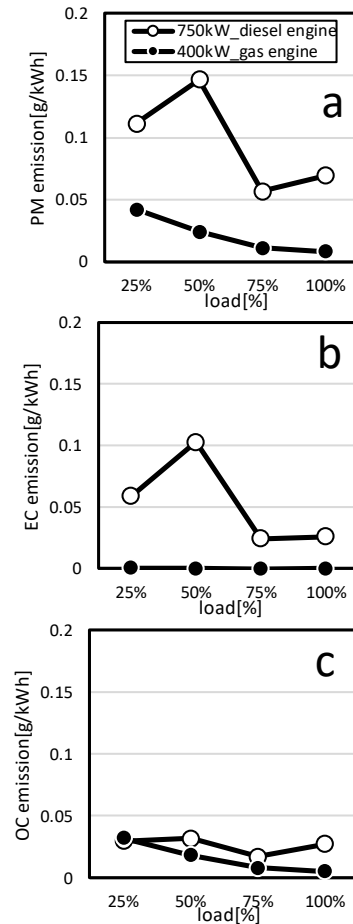 750kW_diesel engine
400kW_gas engine
a
PM emission[g/kWh]
0.2
0.15
0.1
0.05
0
25% 50% 75% 100%
load[%]
b
EC emission[g/kWh]
0.2
0.15
0.1
0.05
0
25% 50% 75% 100%
load[%]
c
OC emission[g/kWh]
0.2
0.15
0.1
0.05
0
25% 50% 75% 100%
load[%]